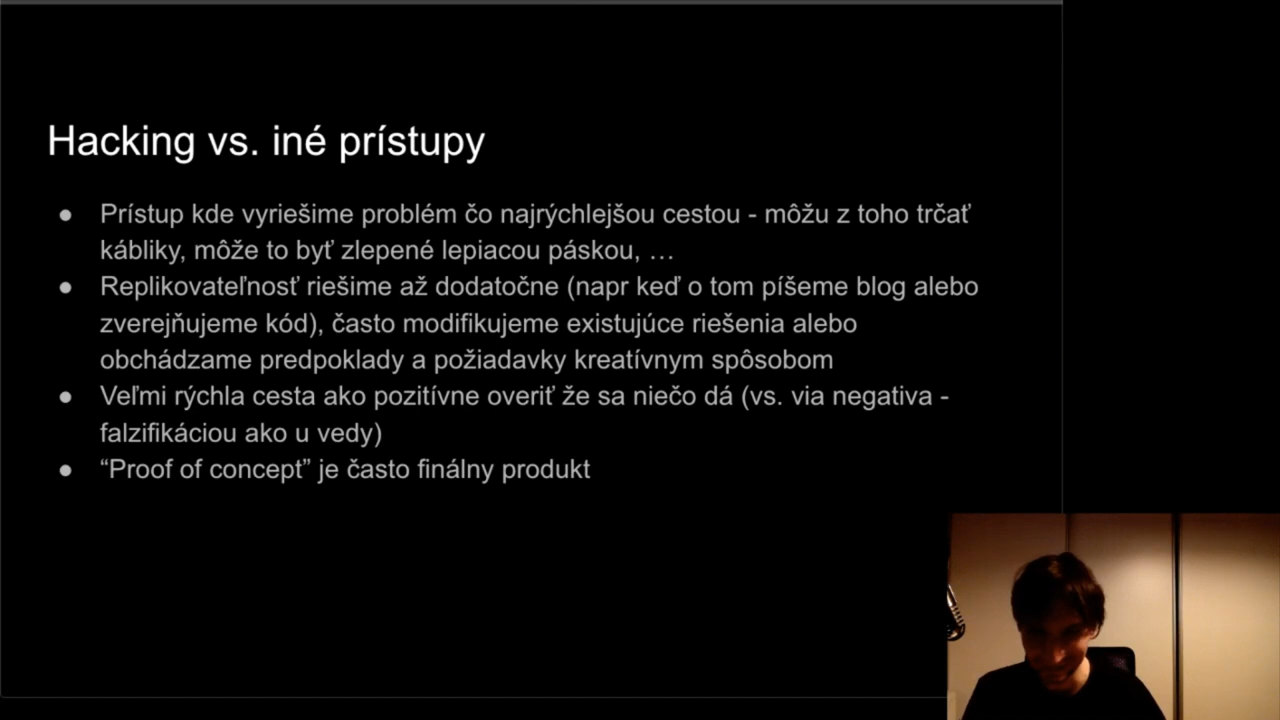 Hacking vs. iné prístupy
● Prístup kde vyriešime problém čo najrýchlejšou cestou - môžu z toho trčať
kábliky, môže to byť zlepené lepiacou páskou, …
● Replikovateľnosť riešime až dodatočne (napr keď o tom píšeme blog alebo
zverejňujeme kód), často modifikujeme existujúce riešenia alebo
obchádzame predpoklady a požiadavky kreatívnym spôsobom
● Veľmi rýchla cesta ako pozitívne overiť že sa niečo dá (vs. via negativa -
falzifikáciou ako u vedy)
● “Proof of concept” je často finálny produkt